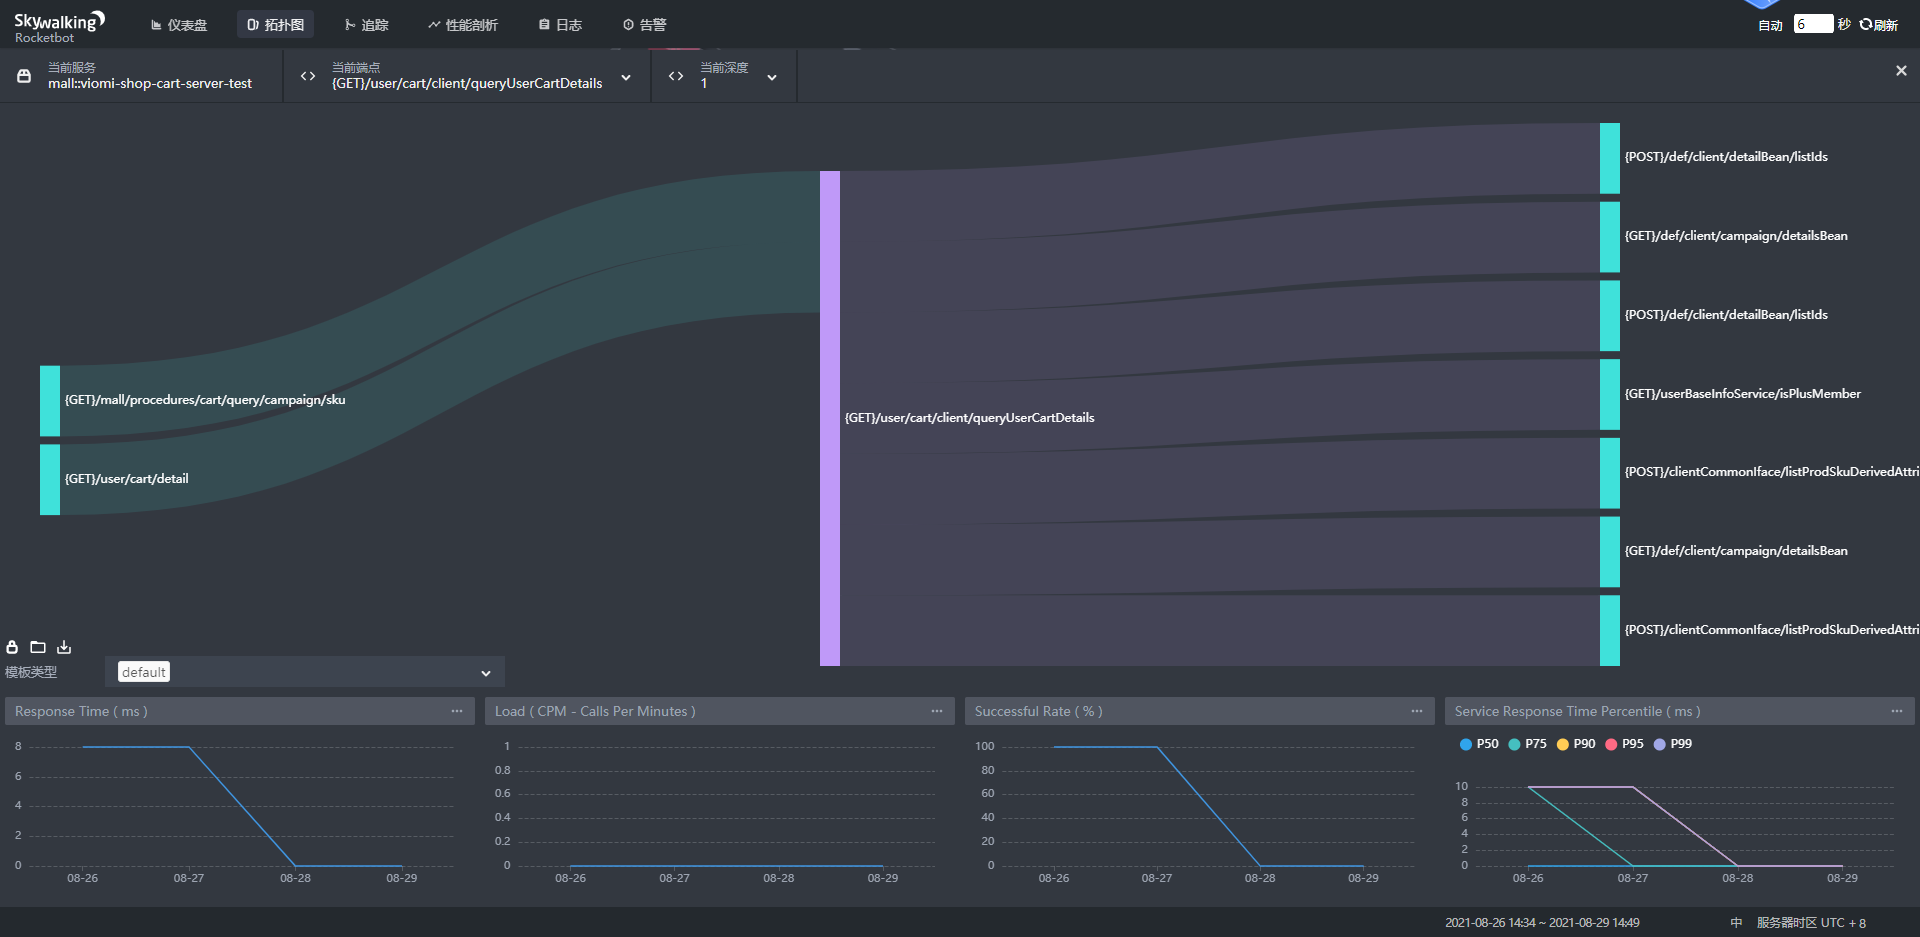 Skywalking
Rocketbot
仪表盘
拓扑图
追踪
性能剖析
日志
告警
自动
6
秒
刷新
当前服务
mall::viomi-shop-cart-server-test
当前端点
{GET}/user/cart/client/queryUserCartDetails
当前深度
1
{POST}/def/client/detailBean/listIds
{GET}/def/client/campaign/detailsBean
{POST}/def/client/detailBean/listIds
{GET}/userBaseInfoService/isPlusMember
{GET}/mall/procedures/cart/query/campaign/sku
{GET}/user/cart/client/queryUserCartDetails
{GET}/user/cart/detail
{POST}/clientCommonIface/listProdSkuDerivedAttri
{GET}/def/client/campaign/detailsBean
{POST}/clientCommonIface/listProdSkuDerivedAttri
模板类型
default
Response Time ( ms )
8
6
4
2
0
08-26 08-27 08-28 08-29
Load ( CPM - Calls Per Minutes )
1
0.8
0.6
0.4
0.2
0
08-26 08-27 08-28 08-29
Successful Rate ( % )
100
80
60
40
20
0
08-26 08-27 08-28 08-29
Service Response Time Percentile ( ms )
P50 P75 P90 P95 P99
10
8
6
4
2
0
08-26 08-27 08-28 08-29
2021-08-26 14:34 ~ 2021-08-29 14:49
中
服务器时区 UTC + 8